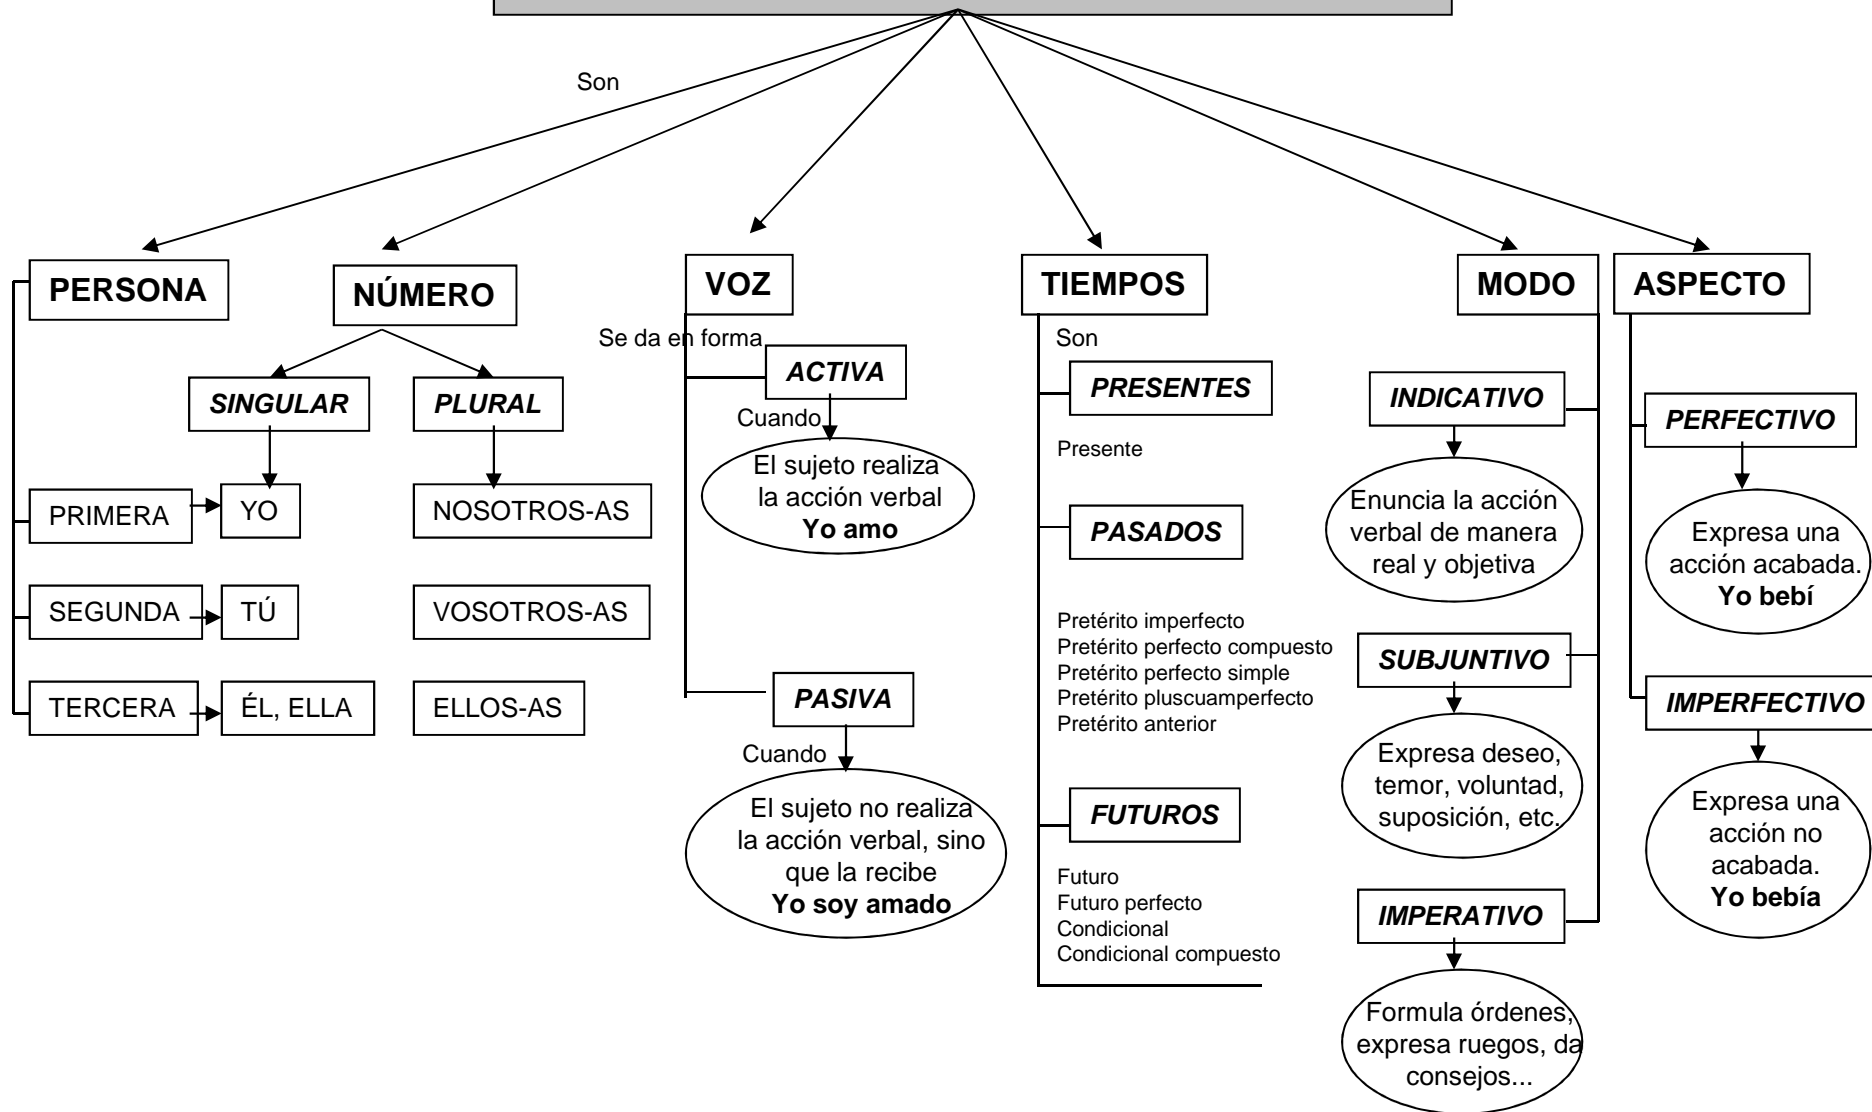 Son
PERSONA
NÚMERO
SINGULAR
PLURAL
PRIMERA
YO
NOSOTROS-AS
SEGUNDA
TÚ
VOSOTROS-AS
TERCERA
ÉL, ELLA
ELLOS-AS
VOZ
Se da en forma
ACTIVA
Cuando
El sujeto realiza
la acción verbal
Yo amo
PASIVA
Cuando
El sujeto no realiza
la acción verbal, sino
que la recibe
Yo soy amado
TIEMPOS
Son
PRESENTES
Presente
PASADOS
Pretérito imperfecto
Pretérito perfecto compuesto
Pretérito perfecto simple
Pretérito pluscuamperfecto
Pretérito anterior
FUTUROS
Futuro
Futuro perfecto
Condicional
Condicional compuesto
MODO
INDICATIVO
Enuncia la acción
verbal de manera
real y objetiva
SUBJUNTIVO
Expresa deseo,
temor, voluntad,
suposición, etc.
IMPERATIVO
Formula órdenes,
expresa ruegos, da
consejos...
ASPECTO
PERFECTIVO
Expresa una
acción acabada.
Yo bebí
IMPERFECTIVO
Expresa una
acción no
acabada.
Yo bebía